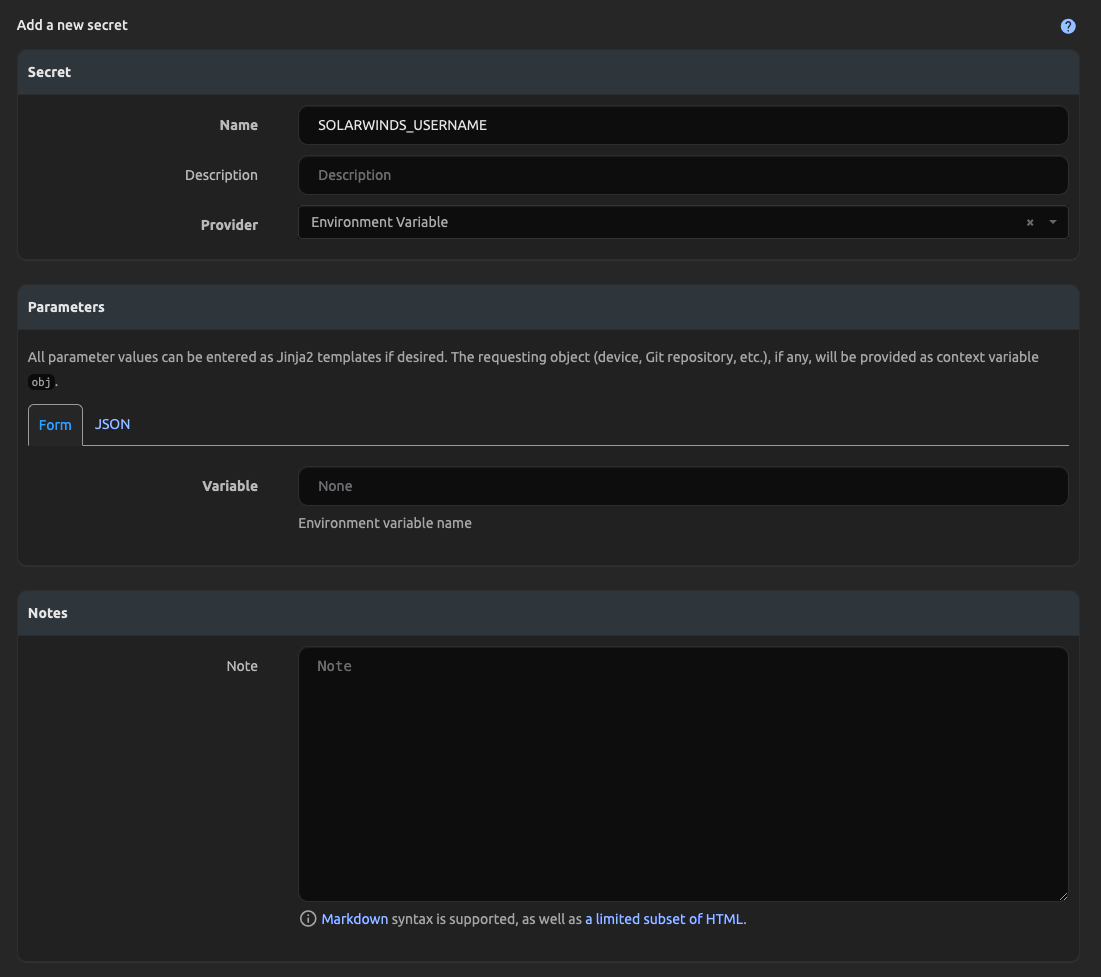 Add a new secret
?
Secret
Name SOLARWINDS_USERNAME
Description Description
Provider Environment Variable × 
Parameters
All parameter values can be entered as Jinja2 templates if desired. The requesting object (device, Git repository, etc.), if any, will be provided as context variable
obj.
Form JSON
Variable None
Environment variable name
Notes
Note Note
Markdown syntax is supported, as well as a limited subset of HTML.